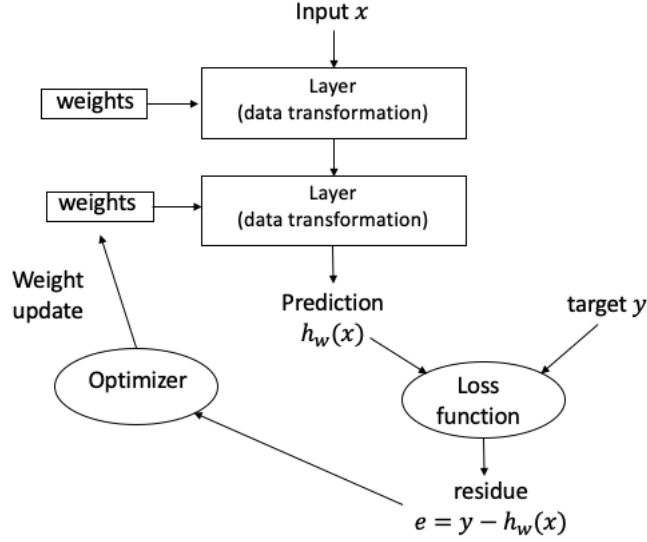 Input x
Layer
(data transformation)
weights
Layer
(data transformation)
weights
Weight
update
Prediction
h_w(x)
target y
Optimizer
Loss
function
residue
e = y − h_w(x)